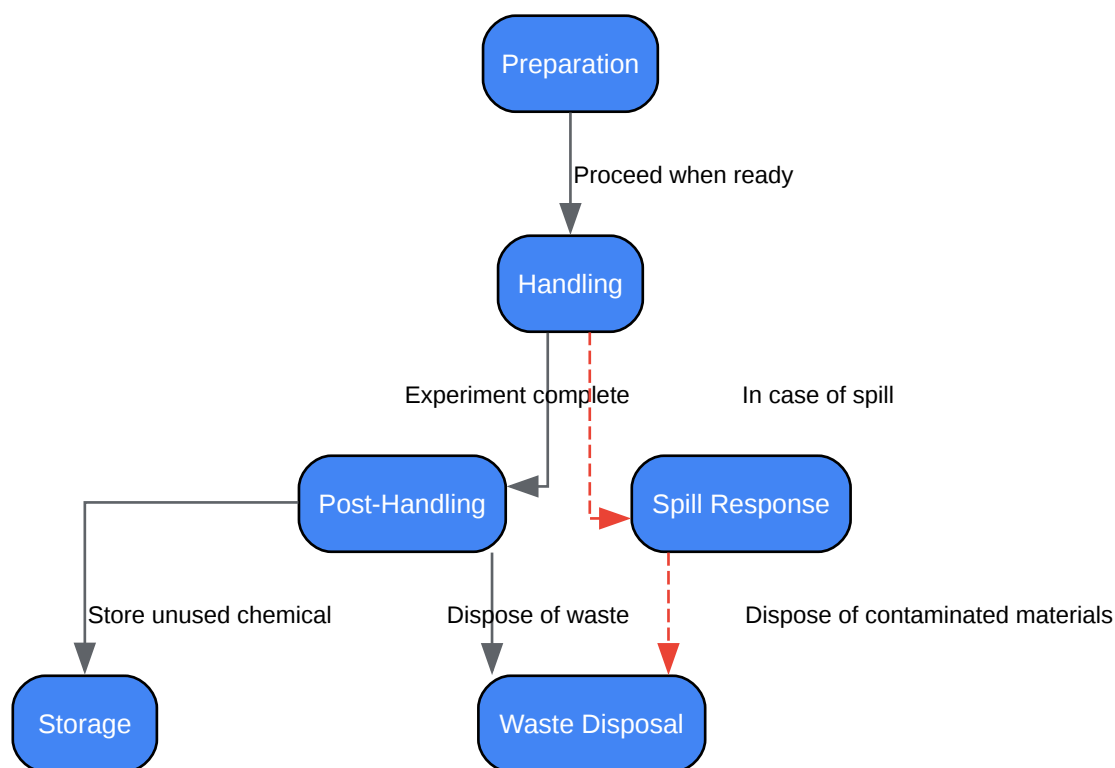 Preparation
Proceed when ready
Handling
Experiment complete
In case of spill
Post-Handling
Spill Response
Store unused chemical
Dispose of waste
Dispose of contaminated materials
Storage
Waste Disposal